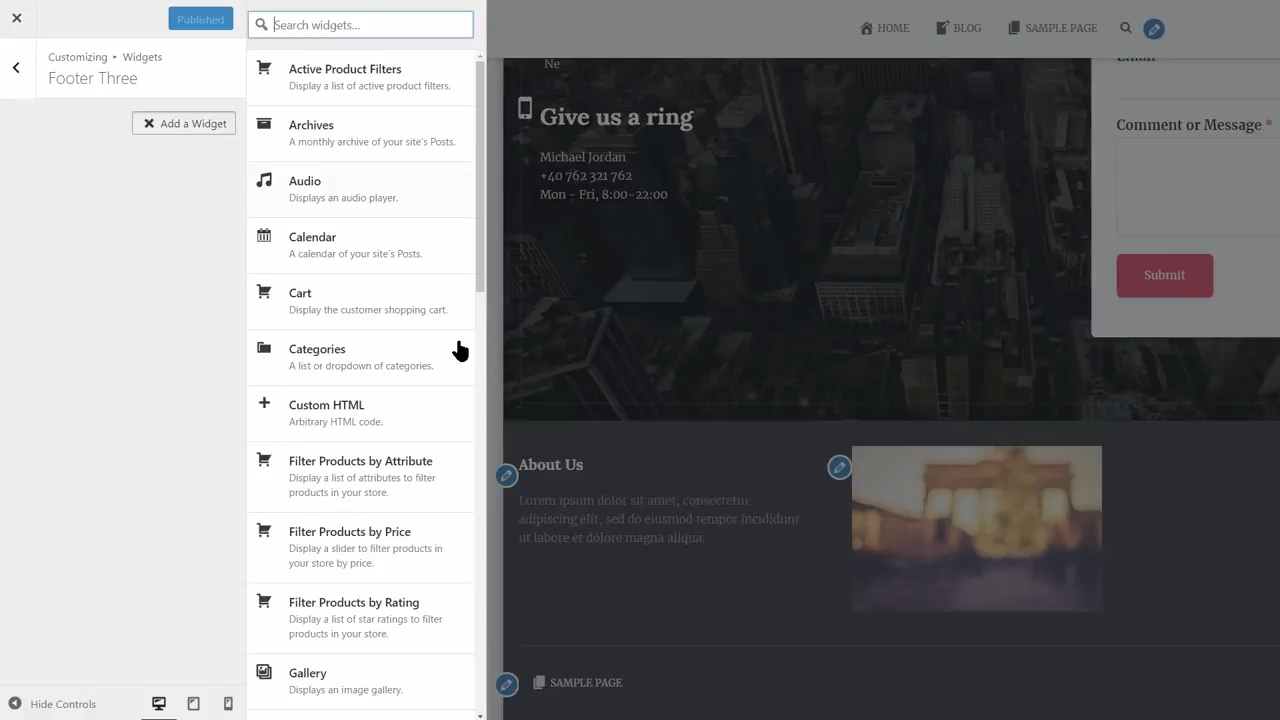 Published
Customizing • Widgets
Footer Three
Add a Widget
Hide Controls
Search widgets...
Active Product Filters
Display a list of active product filters.
Archives
A monthly archive of your site's Posts.
Audio
Displays an audio player.
Calendar
A calendar of your site's Posts.
Cart
Display the customer shopping cart.
Categories
A list or dropdown of categories.
Custom HTML
Arbitrary HTML code.
Filter Products by Attribute
Display a list of attributes to filter
products in your store.
Filter Products by Price
Display a slider to filter products in
your store by price.
Filter Products by Rating
Display a list of star ratings to filter
products in your store.
Gallery
Displays an image gallery.
HOME
BLOG
SAMPLE PAGE
Ne
Give us a ring
Michael Jordan
+40 762 321 762
Mon - Fri, 8:00-22:00
Email
Comment or Message *
Submit
About Us
Lorem ipsum dolor sit amet, consectetur
adipiscing elit, sed do eiusmod tempor incididunt
ut labore et dolore magna aliqua.
SAMPLE PAGE